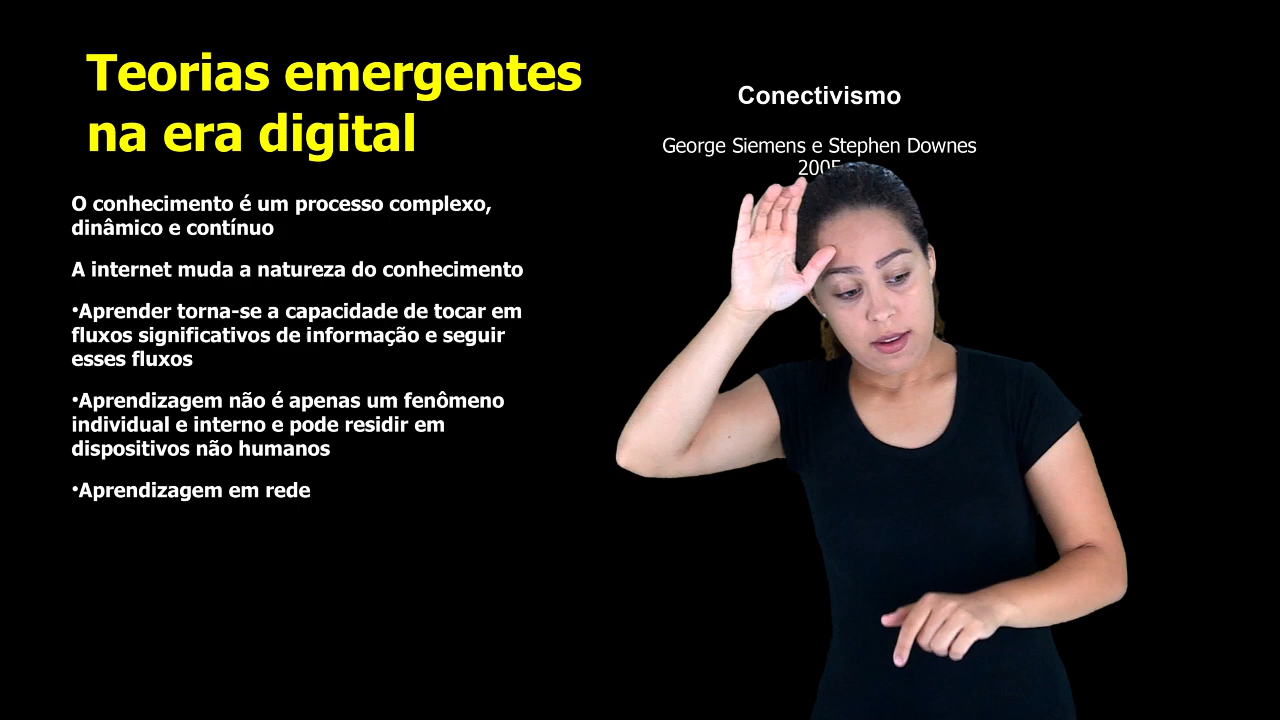 Teorias emergentes
na era digital
Conectivismo
George Siemens e Stephen Downes
O conhecimento é um processo complexo,
dinâmico e contínuo
A internet muda a natureza do conhecimento
•Aprender torna-se a capacidade de tocar em
fluxos significativos de informação e seguir
esses fluxos
•Aprendizagem não é apenas um fenômeno
individual e interno e pode residir em
dispositivos não humanos
•Aprendizagem em rede